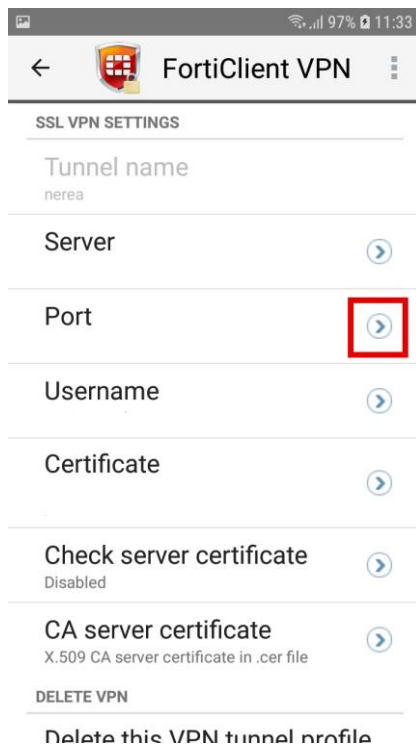 97% 11:33
FortiClient VPN
SSL VPN SETTINGS
Tunnel name
nerea
Server
Port
Username
Certificate
Check server certificate
Disabled
CA server certificate
X.509 CA server certificate in .cer file
DELETE VPN
Delete this VPN tunnel profile